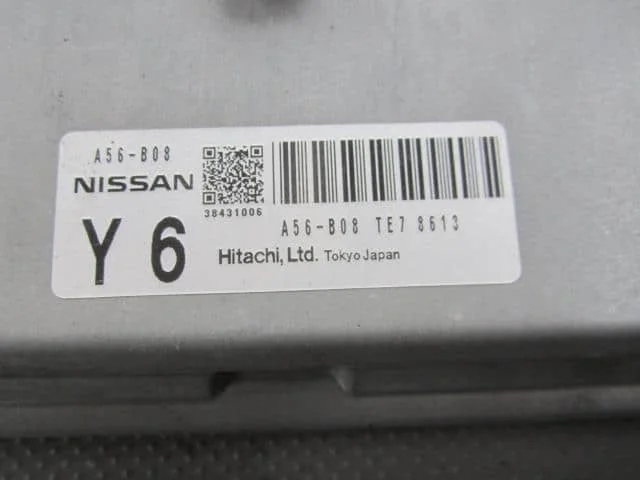 A56-B08
NISSAN
38431006
Y 6
A56-B08 TE7 8613
Hitachi, Ltd. Tokyo Japan